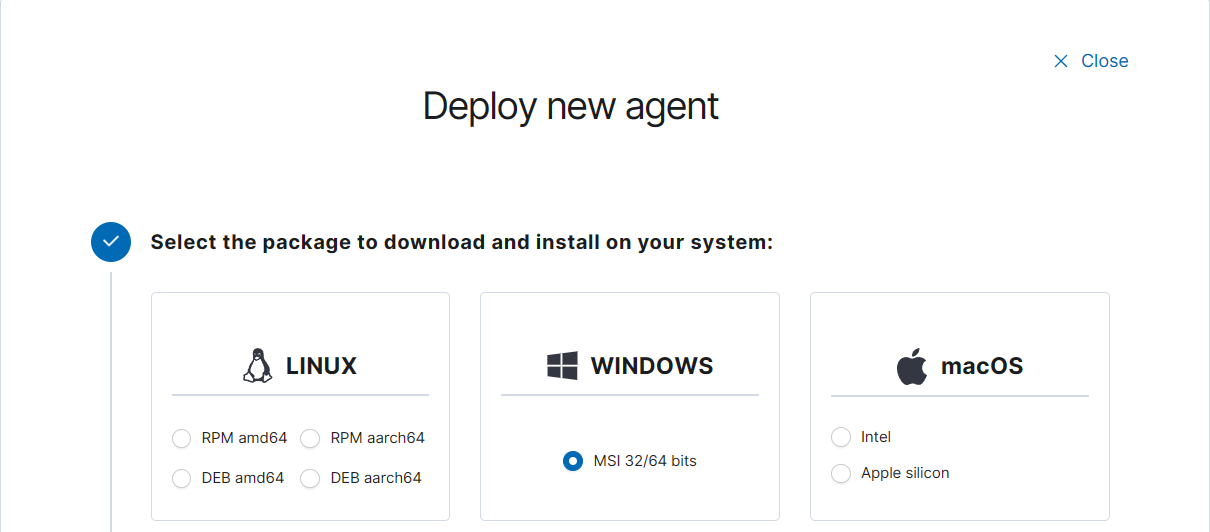 Close
Deploy new agent
Select the package to download and install on your system:
LINUX
RPM amd64 RPM aarch64
DEB amd64 DEB aarch64
WINDOWS
MSI 32/64 bits
macOS
Intel
Apple silicon